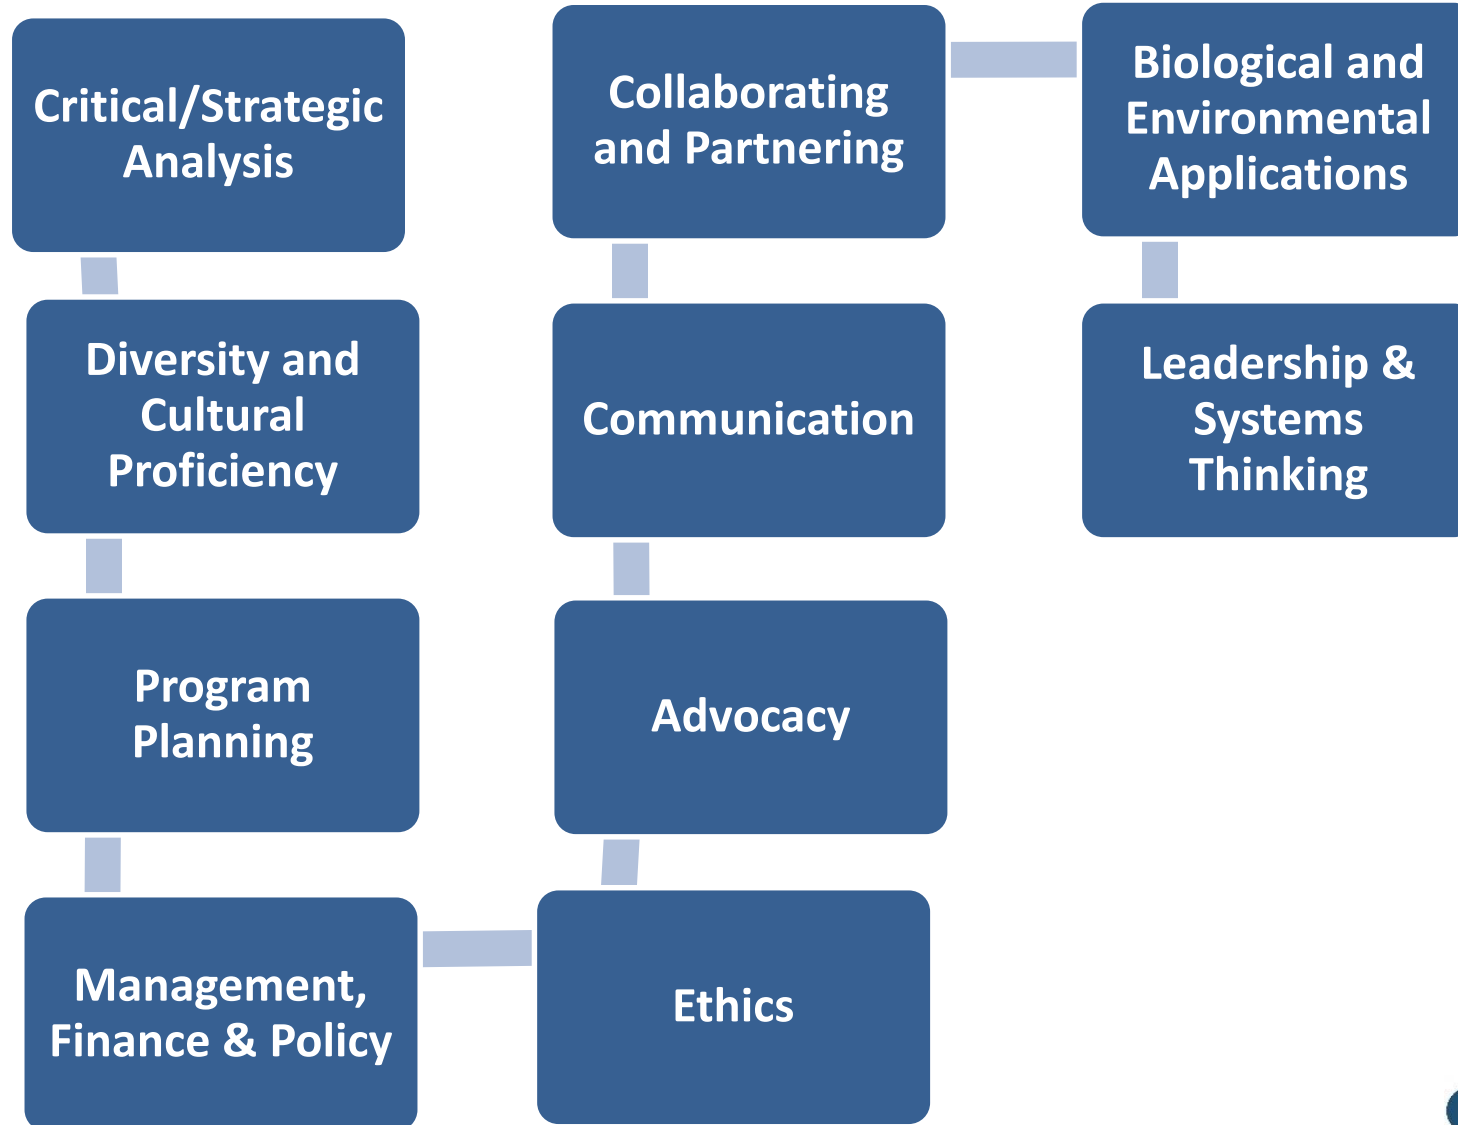 Critical/Strategic
Analysis
Diversity and
Cultural
Proficiency
Program
Planning
Management,
Finance & Policy
Ethics
Advocacy
Communication
Collaborating
and Partnering
Biological and
Environmental
Applications
Leadership &
Systems
Thinking